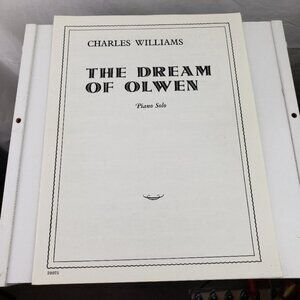 CHARLES WILLIAMS
THE DREAM
OF OLWEN
Piano Solo